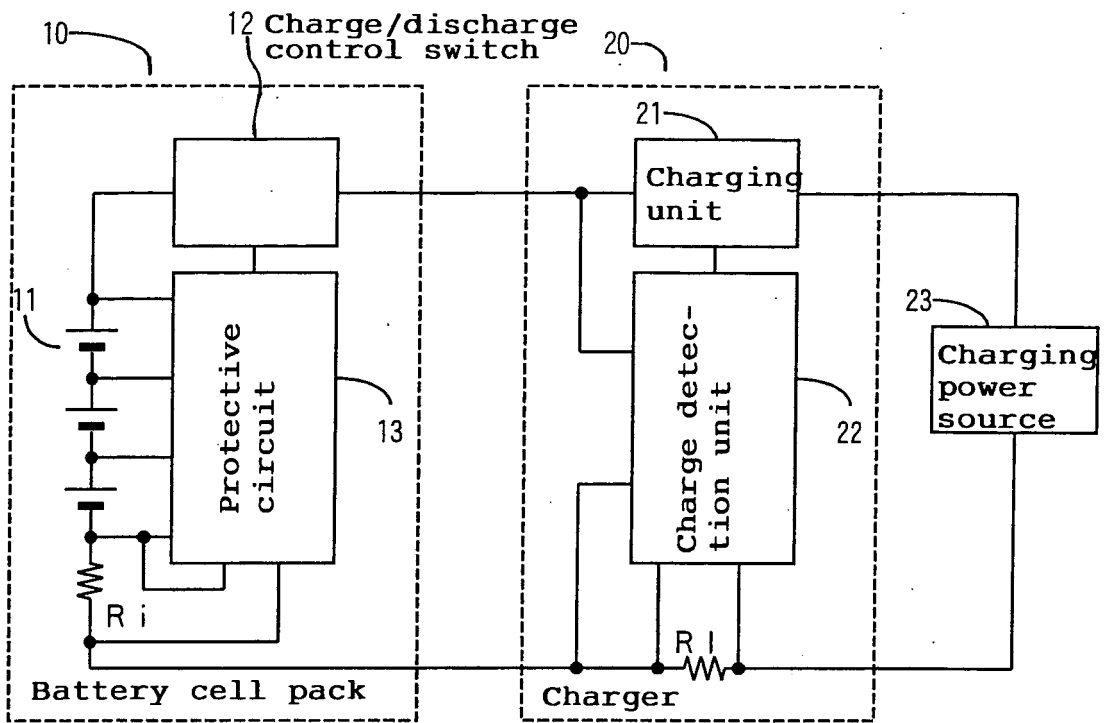 10
12 Charge/discharge
control switch
20
21
Charging
unit
11
Protective
circuit
13
Charge detec-
tion unit
22
23
Charging
power
source
R i
R I
Battery cell pack
Charger